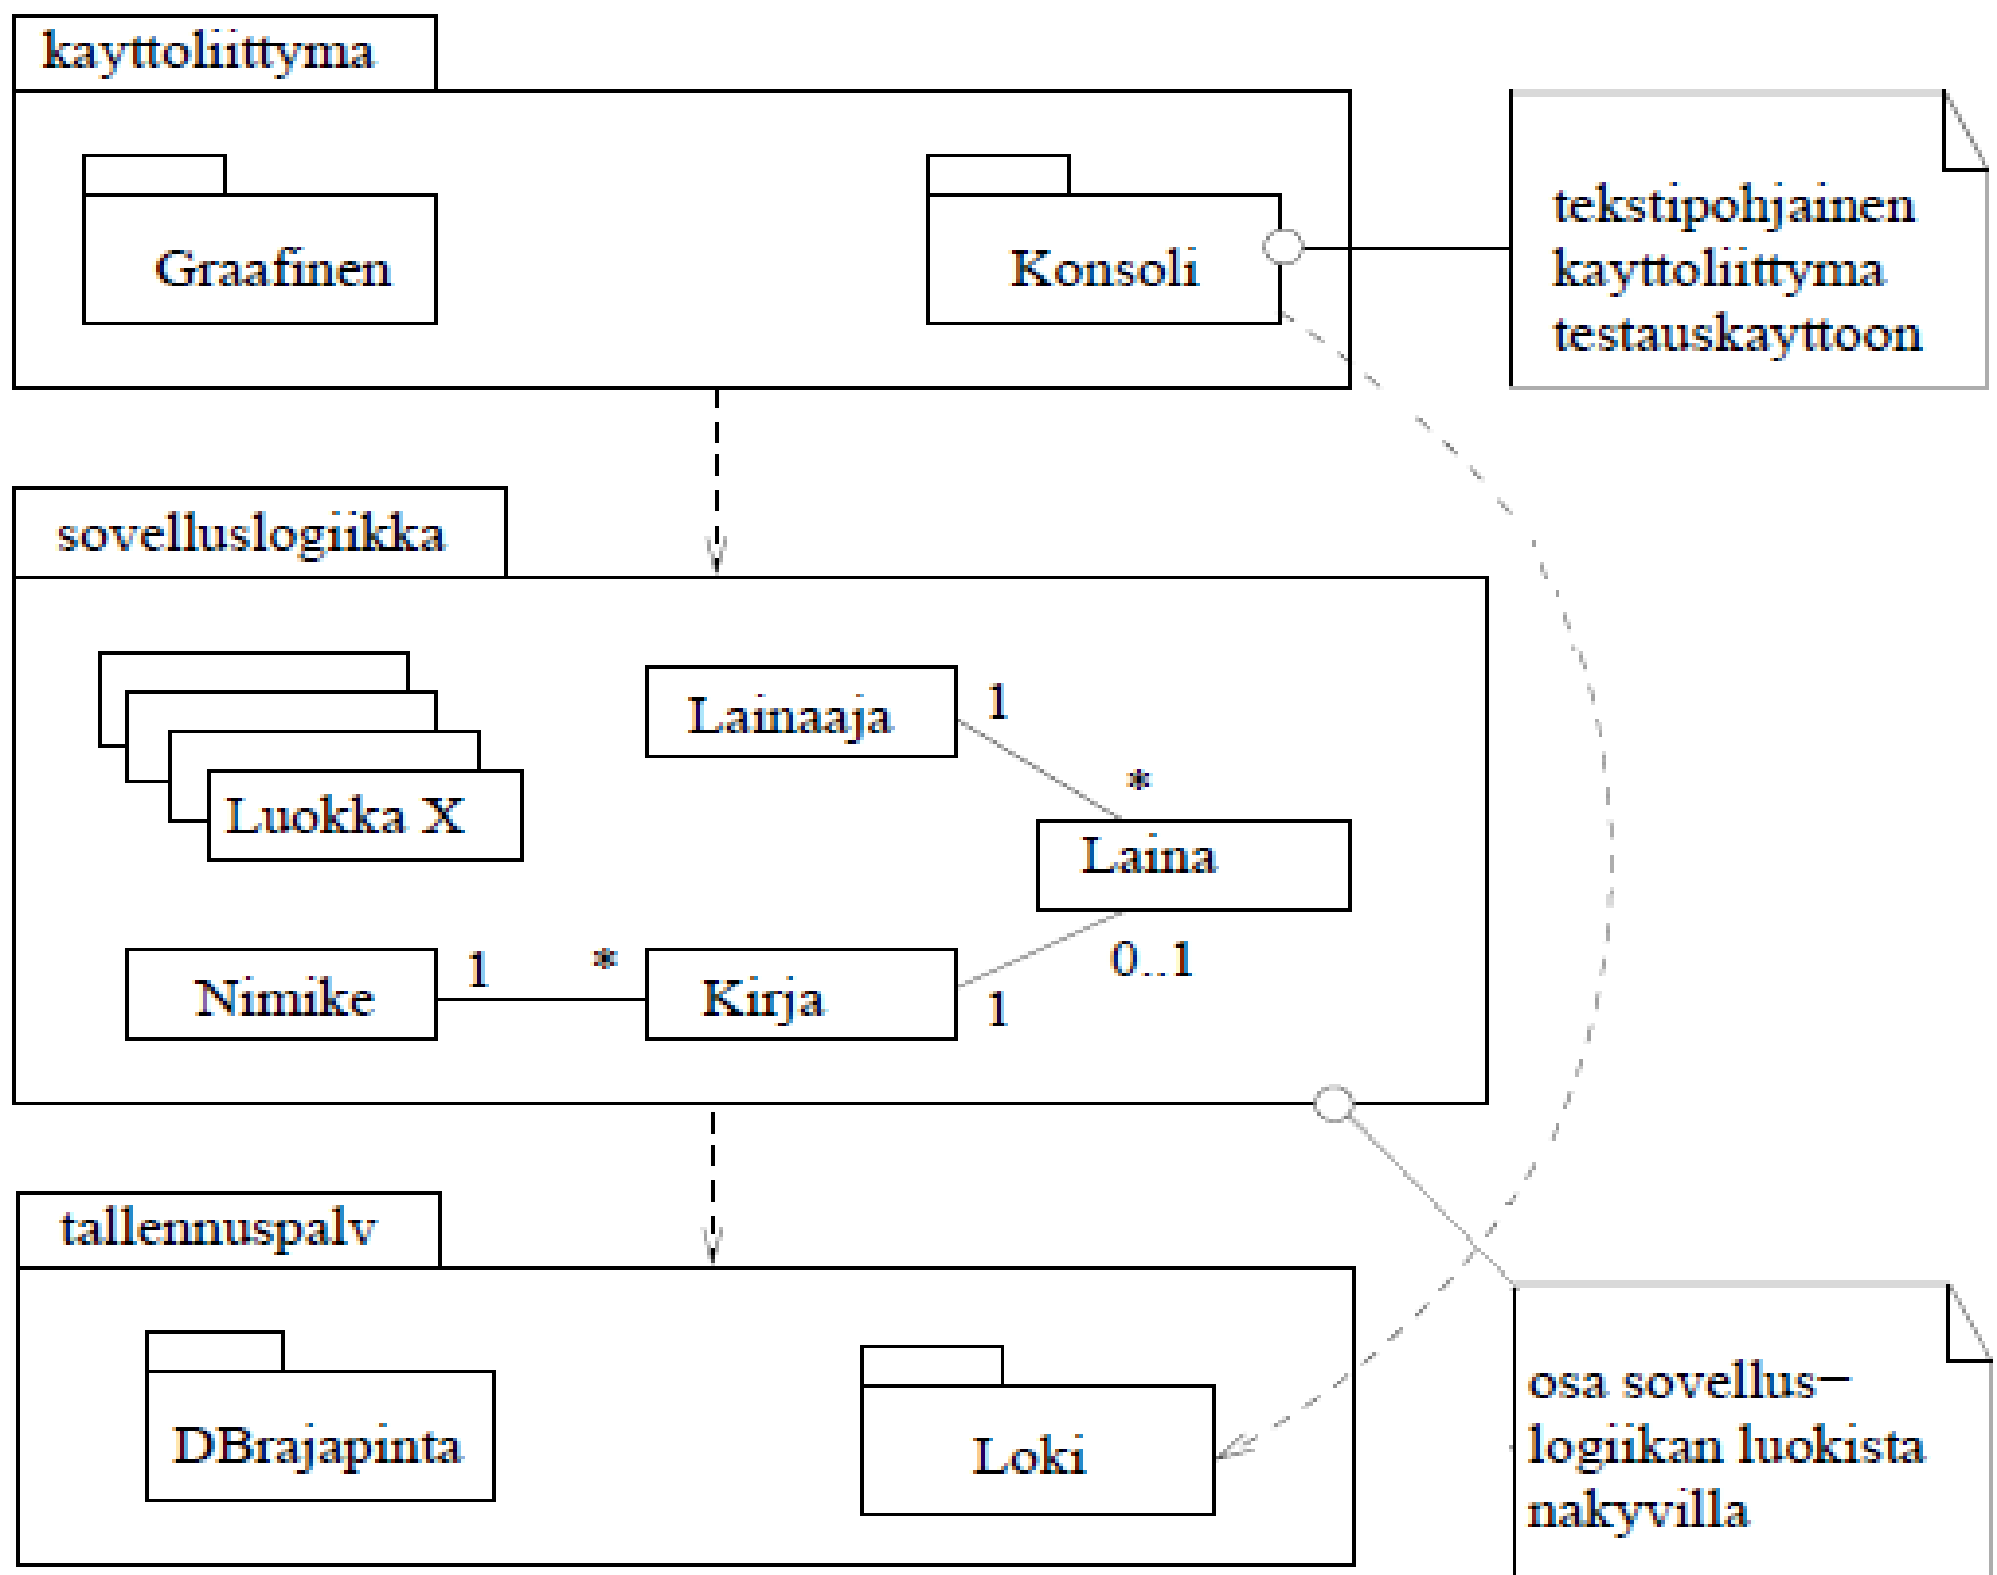 kayttoliittyma
Graafinen
Konsoli
tekstipohjainen
kayttoliittyma
testauskayttoon
sovelluslogiikka
Luokka X
Lainaaja
1
*
Laina
0..1
Nimike
1
*
Kirja
1
tallennuspalv
DBrajapinta
Loki
osa sovellus–
logiikan luokista
nakyvilla